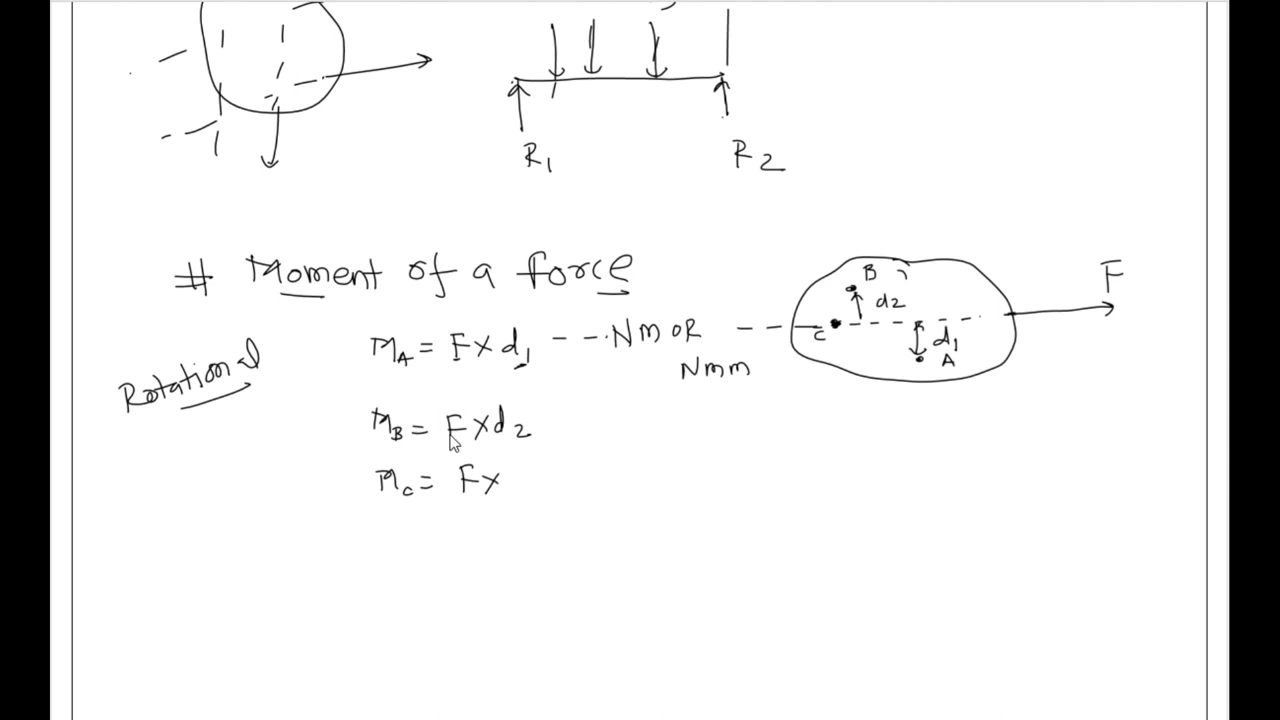 R1 R2
# Moment of a force
B F
d2
MA = F × d1 ----Nm OR C d1
Nmm A
Rotational
MB = F × d2
Mc = F ×